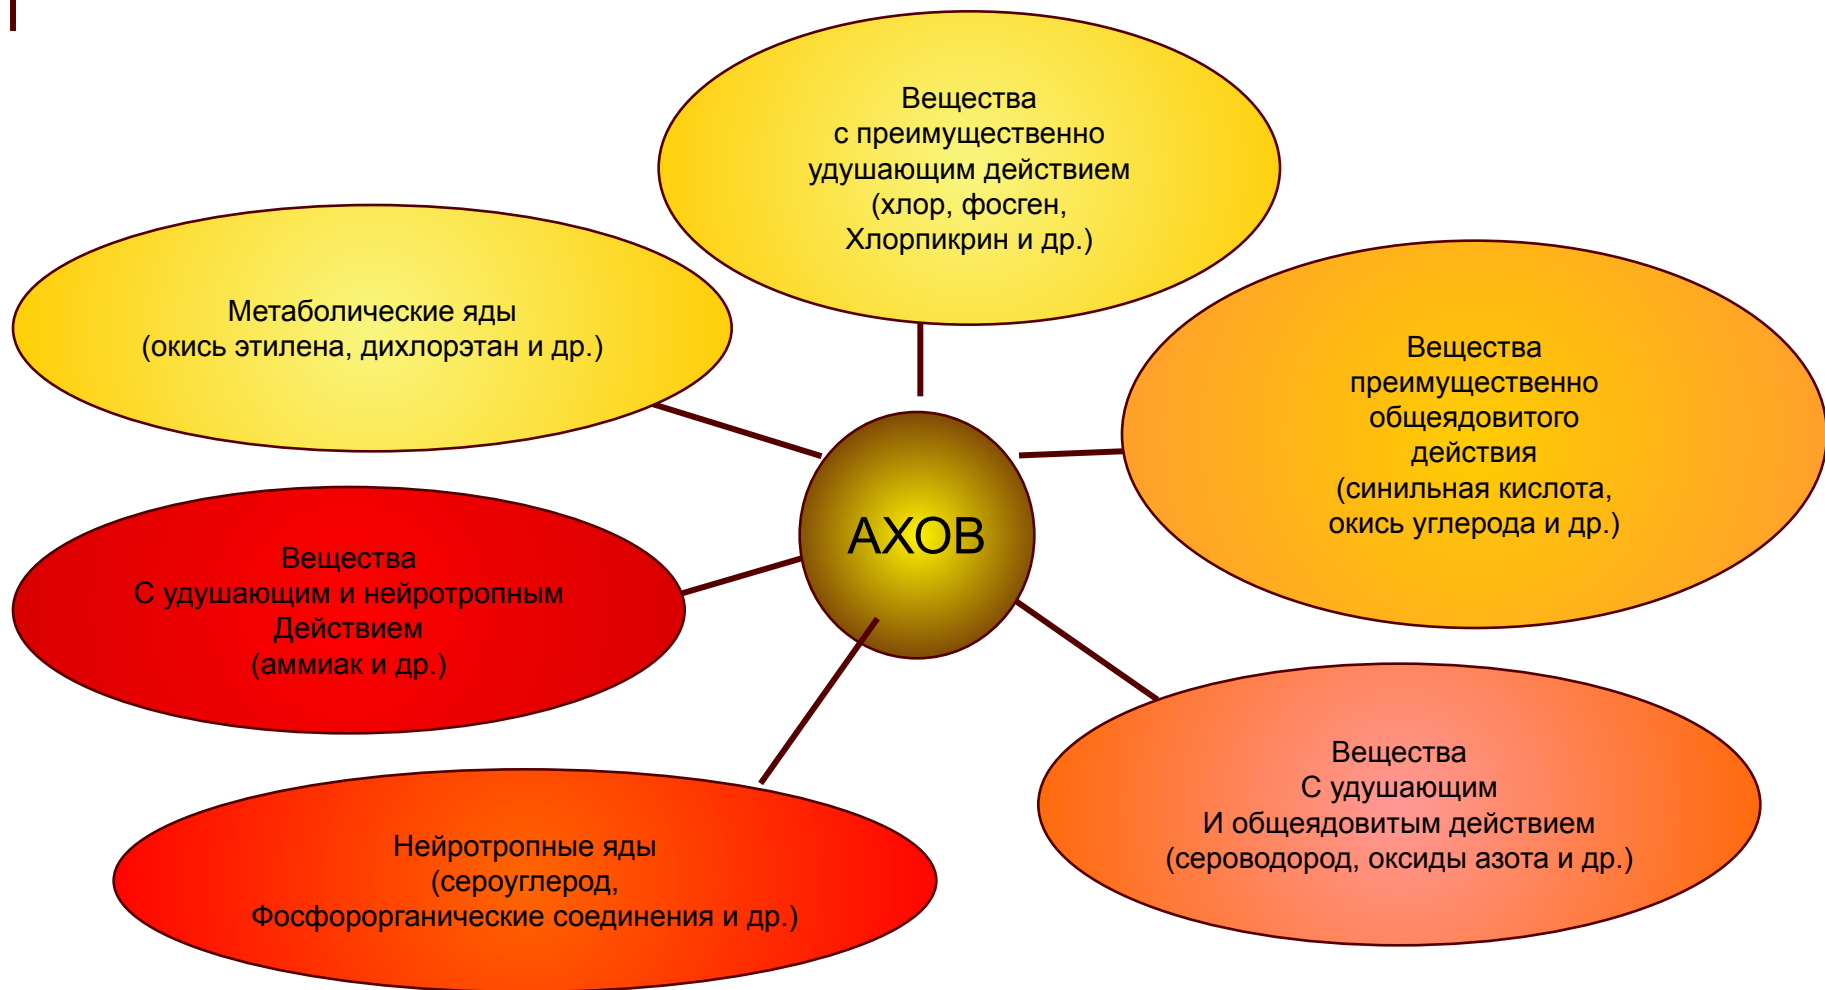 Вещества
с преимущественно
удушающим действием
(хлор, фосген,
Хлорпикрин и др.)
Метаболические яды
(окись этилена, дихлорэтан и др.)
Вещества
преимущественно
общеядовитого
действия
(синильная кислота,
окись углерода и др.)
АХОВ
Вещества
С удушающим и нейротропным
Действием
(аммиак и др.)
Вещества
С удушающим
И общеядовитым действием
(сероводород, оксиды азота и др.)
Нейротропные яды
(сероуглерод,
Фосфорорганические соединения и др.)